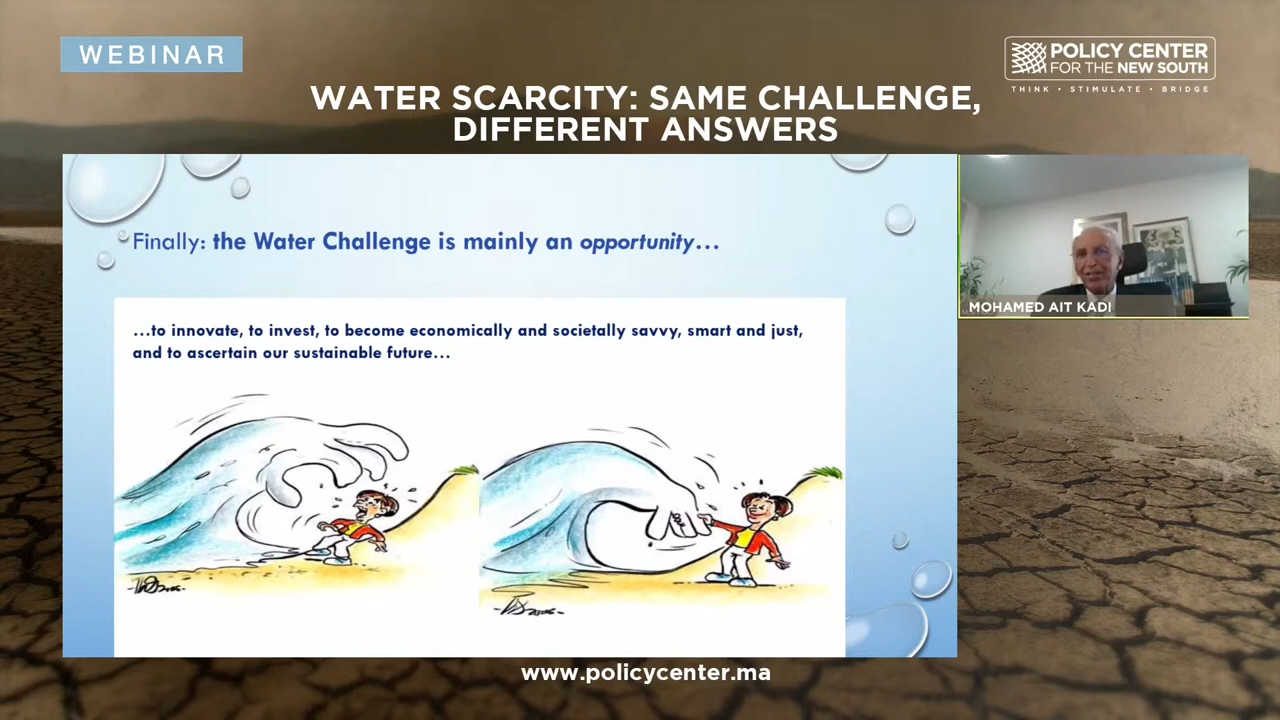 WEBINAR
POLICY CENTER
FOR THE NEW SOUTH
THINK • STIMULATE • BRIDGE
WATER SCARCITY: SAME CHALLENGE,
DIFFERENT ANSWERS
Finally: the Water Challenge is mainly an opportunity...
...to innovate, to invest, to become economically and societally savvy, smart and just,
and to ascertain our sustainable future...
MOHAMED AIT KADI
www.policycenter.ma